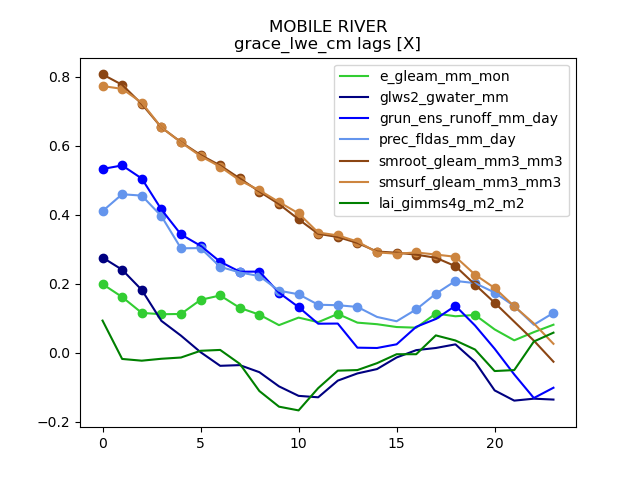 MOBILE RIVER
grace_lwe_cm lags [X]
e_gleam_mm_mon
glws2_gwater_mm
grun_ens_runoff_mm_day
prec_fldas_mm_day
smroot_gleam_mm3_mm3
smsurf_gleam_mm3_mm3
lai_gimms4g_m2_m2
0.8
0.6
0.4
0.2
0.0
−0.2
0 5 10 15 20